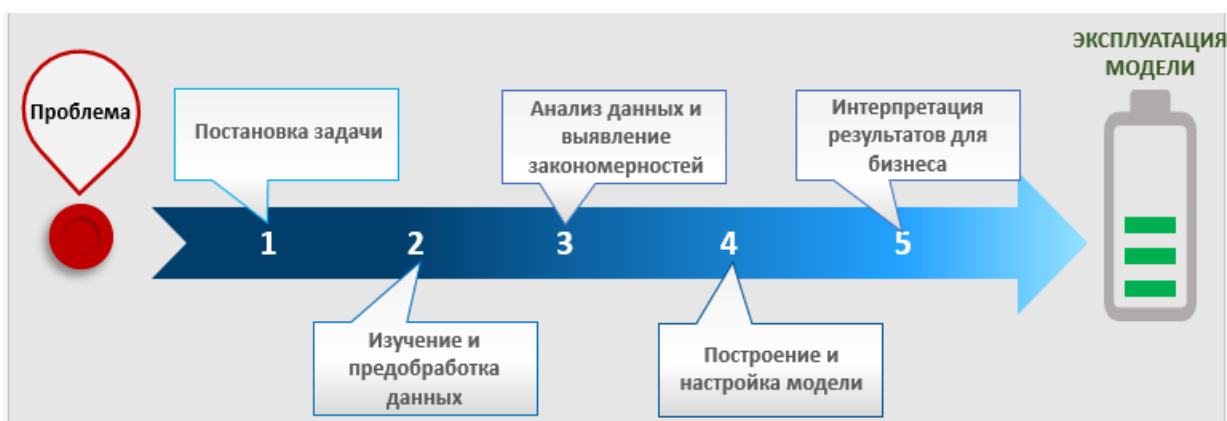 Проблема
Постановка задачи
1
Изучение и
предобработка
данных
2
Анализ данных и
выявление
закономерностей
3
Построение и
настройка модели
4
Интерпретация
результатов для
бизнеса
5
ЭКСПЛУАТАЦИЯ
МОДЕЛИ